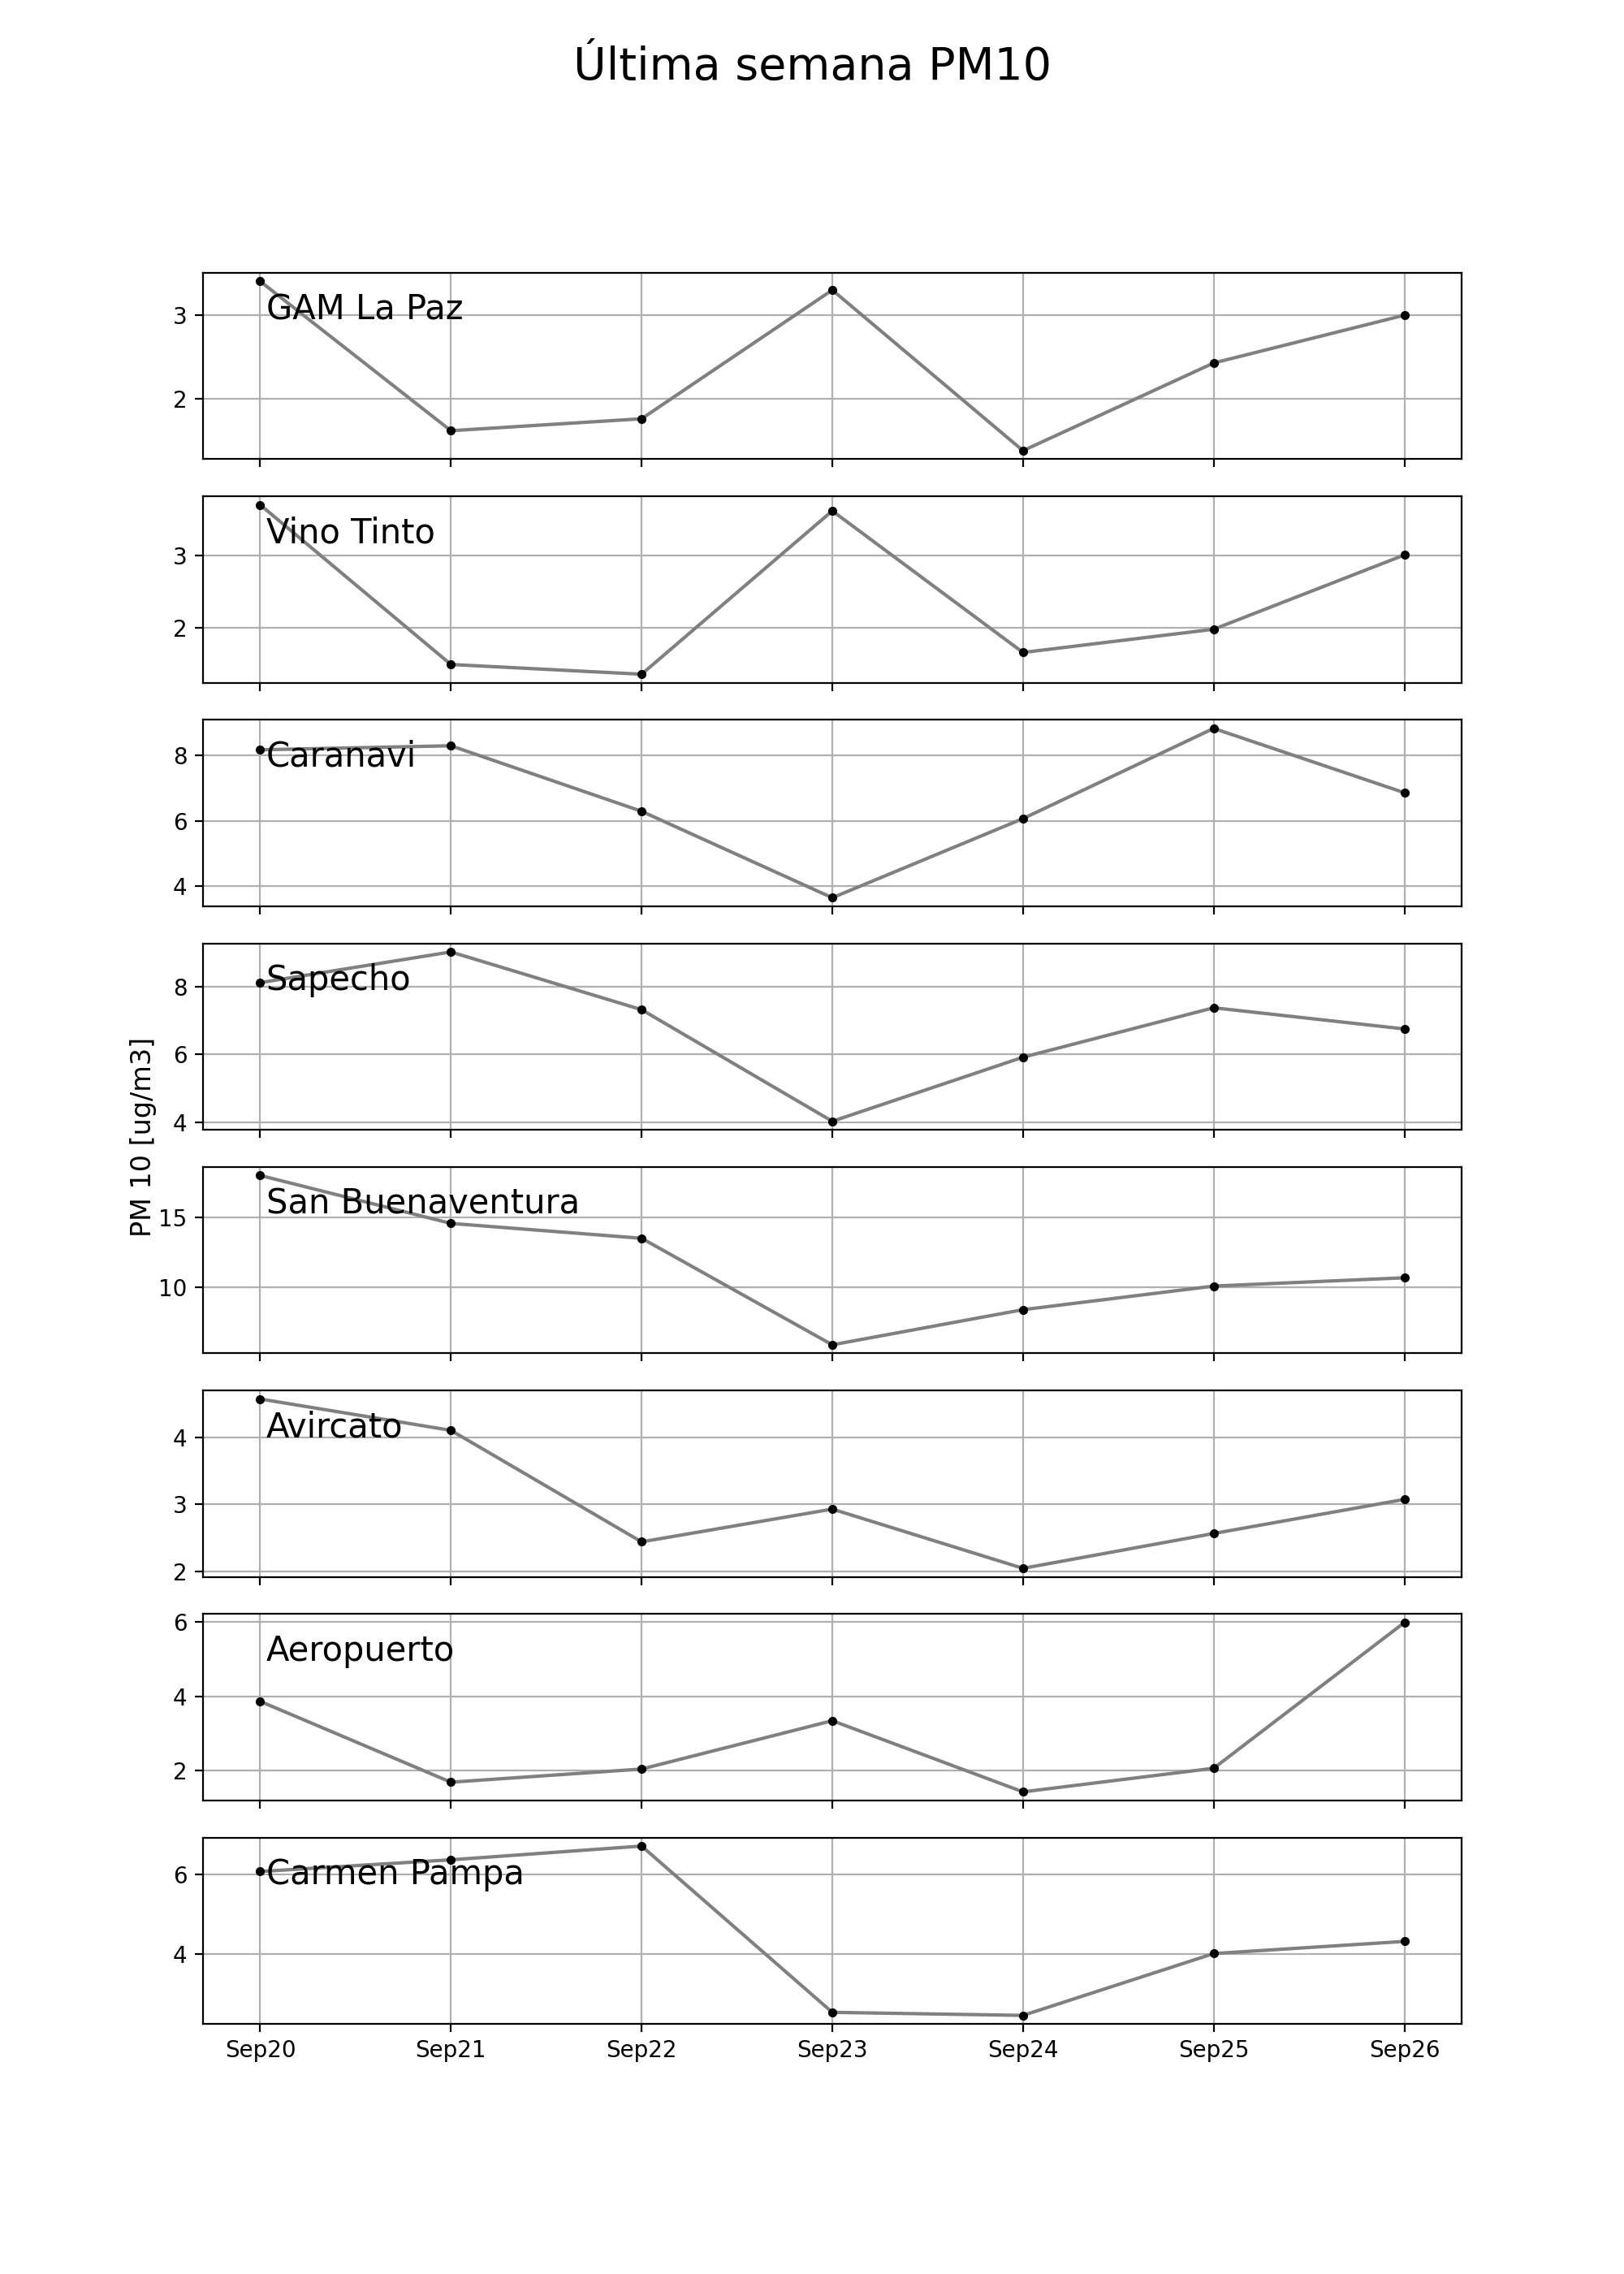 Última semana PM10
GAM La Paz
3
2
Vino Tinto
3
2
Caranavi
8
6
4
Sapecho
8
6
4
PM 10 [ug/m3]
San Buenaventura
15
10
Avircato
4
3
2
Aeropuerto
6
4
2
Carmen Pampa
6
4
Sep20 Sep21 Sep22 Sep23 Sep24 Sep25 Sep26